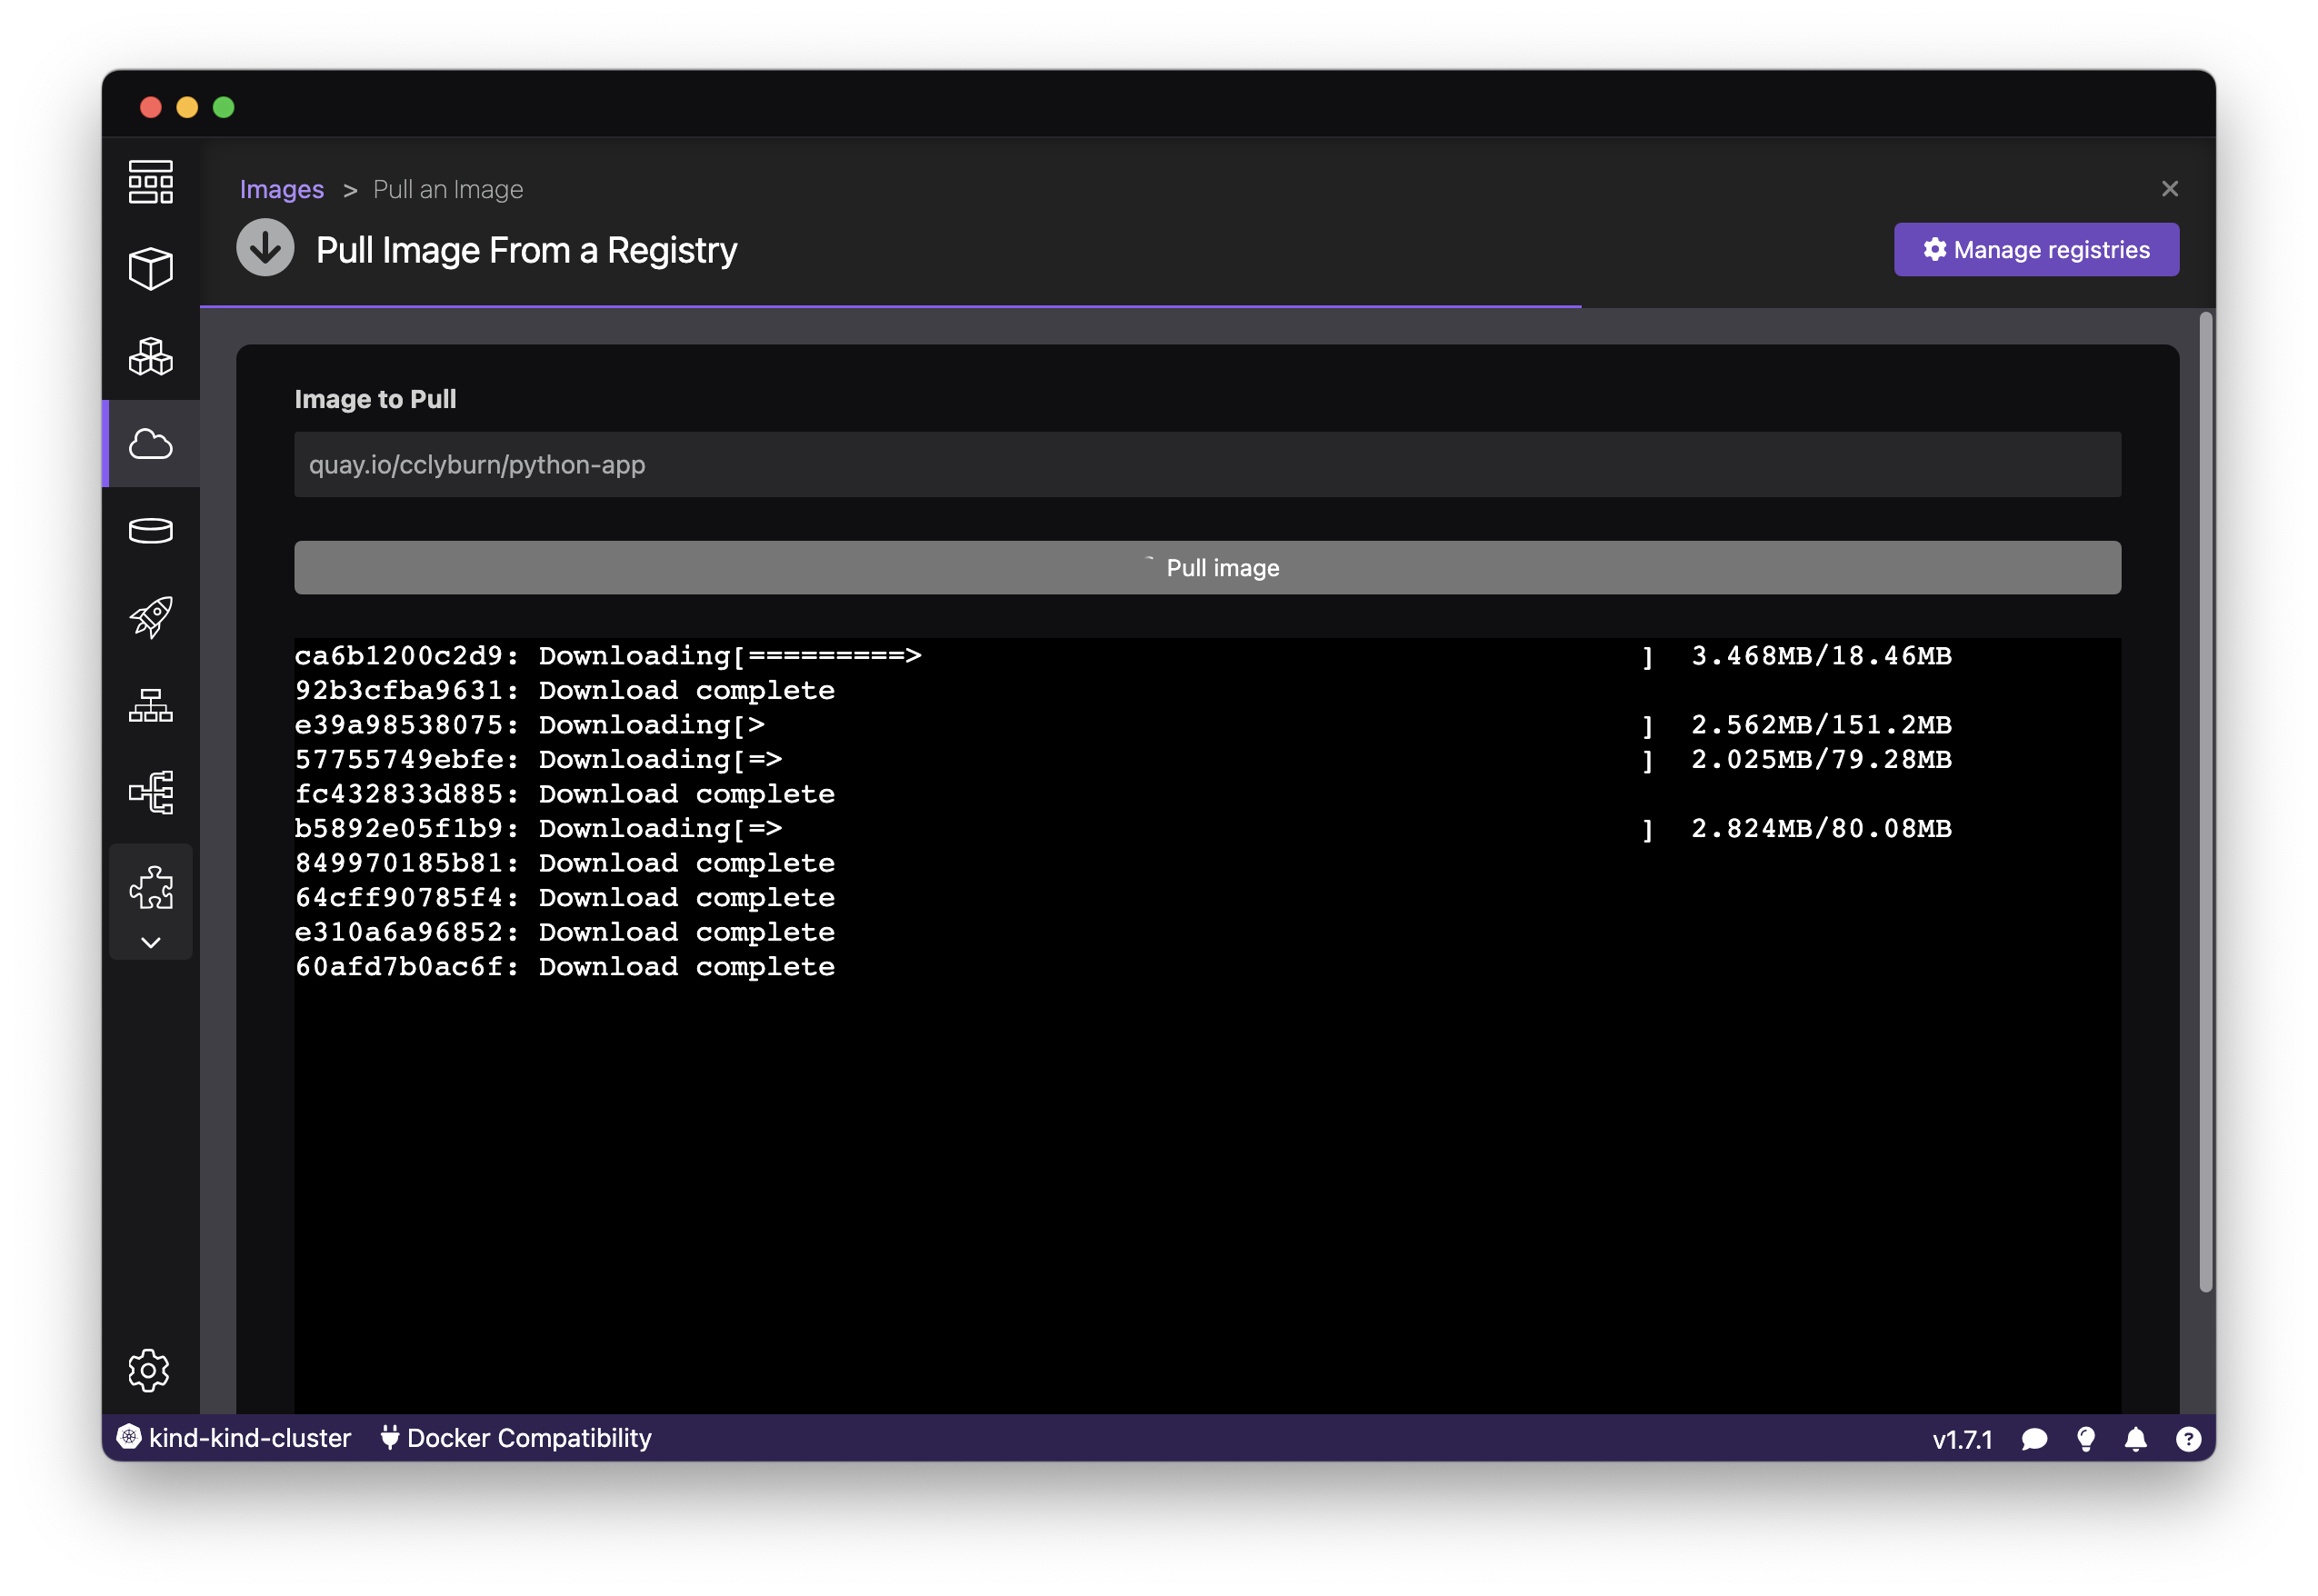 Images > Pull an Image
Pull Image From a Registry
Manage registries
Image to Pull
quay.io/cclyburn/python-app
Pull image
ca6b1200c2d9: Downloading[=========>                                         ]  3.468MB/18.46MB
92b3cfba9631: Download complete
e39a98538075: Downloading[>                                                  ]  2.562MB/151.2MB
57755749ebfe: Downloading[=>                                                 ]  2.025MB/79.28MB
fc432833d885: Download complete
b5892e05f1b9: Downloading[=>                                                 ]  2.824MB/80.08MB
849970185b81: Download complete
64cff90785f4: Download complete
e310a6a96852: Download complete
60afd7b0ac6f: Download complete
kind-kind-cluster Docker Compatibility v1.7.1